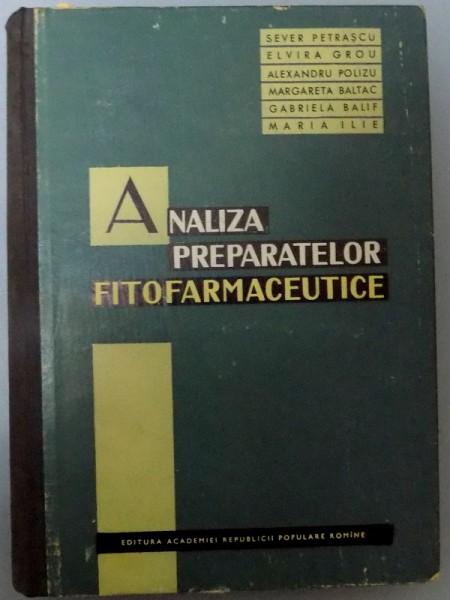 SEVER PETRAȘCU
ELVIRA GROU
ALEXANDRU POLIZU
MARGARETA BALTAC
GABRIELA BALIF
MARIA ILIE
ANALIZA
PREPARATELOR
FITOFARMACEUTICE
EDITURA ACADEMIEI REPUBLICII POPULARE ROMÎNE